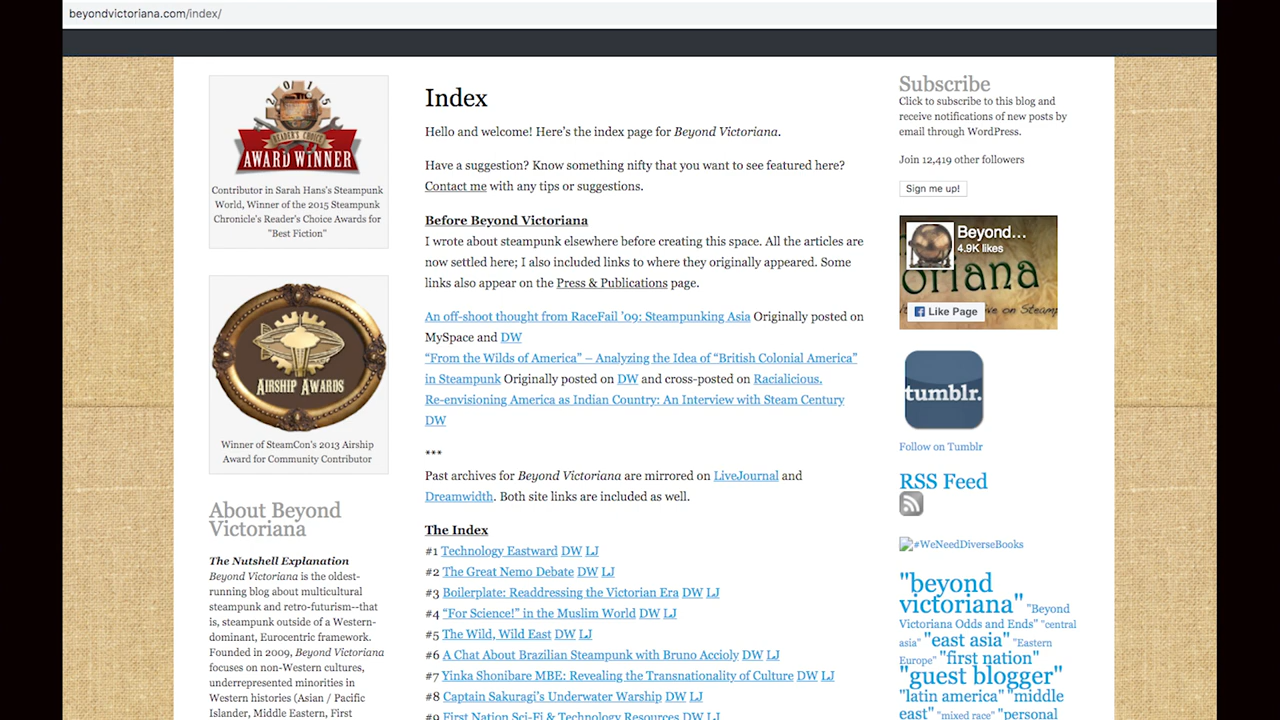 beyondvictoriana.com/index/
2015
READER'S CHOICE
AWARD WINNER
Contributor in Sarah Hans's Steampunk
World, Winner of the 2015 Steampunk
Chronicle's Reader's Choice Awards for
"Best Fiction"
AIRSHIP AWARDS
Winner of SteamCon's 2013 Airship
Award for Community Contributor
About Beyond
Victoriana
The Nutshell Explanation
Beyond Victoriana is the oldest-
running blog about multicultural
steampunk and retro-futurism--that
is, steampunk outside of a Western-
dominant, Eurocentric framework.
Founded in 2009, Beyond Victoriana
focuses on non-Western cultures,
underrepresented minorities in
Western histories (Asian / Pacific
Islander, Middle Eastern, First
Index
Hello and welcome! Here's the index page for Beyond Victoriana.
Have a suggestion? Know something nifty that you want to see featured here?
Contact me with any tips or suggestions.
Before Beyond Victoriana
I wrote about steampunk elsewhere before creating this space. All the articles are
now settled here; I also included links to where they originally appeared. Some
links also appear on the Press & Publications page.
An off-shoot thought from RaceFail '09: Steampunking Asia Originally posted on
MySpace and DW
“From the Wilds of America” – Analyzing the Idea of “British Colonial America”
in Steampunk Originally posted on DW and cross-posted on Racialicious.
Re-envisioning America as Indian Country: An Interview with Steam Century
DW
***
Past archives for Beyond Victoriana are mirrored on LiveJournal and
Dreamwidth. Both site links are included as well.
The Index
#1 Technology Eastward DW LJ
#2 The Great Nemo Debate DW LJ
#3 Boilerplate: Readdressing the Victorian Era DW LJ
#4 “For Science!” in the Muslim World DW LJ
#5 The Wild, Wild East DW LJ
#6 A Chat About Brazilian Steampunk with Bruno Accioly DW LJ
#7 Yinka Shonibare MBE: Revealing the Transnationality of Culture DW LJ
#8 Captain Sakuragi's Underwater Warship DW LJ
#9 First Nation Sci-Fi & Technology Resources DW LJ
Subscribe
Click to subscribe to this blog and
receive notifications of new posts by
email through WordPress.
Join 12,419 other followers
Sign me up!
Beyond...
4.9K likes
oriana
Like Page
ve on Steamp
tumblr.
Follow on Tumblr
RSS Feed
#WeNeedDiverseBooks
"beyond
victoriana" "Beyond
Victoriana Odds and Ends" "central
asia" "east asia" "Eastern
Europe" "first nation"
"guest blogger"
"latin america" "middle
east" "mixed race" "personal